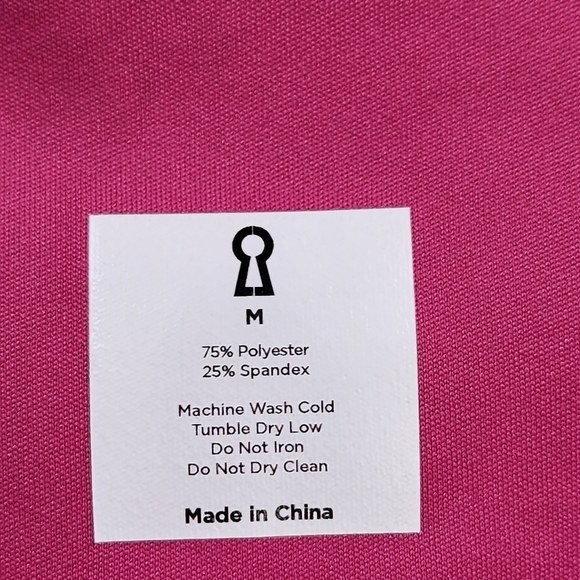 M
75% Polyester
25% Spandex
Machine Wash Cold
Tumble Dry Low
Do Not Iron
Do Not Dry Clean
Made in China